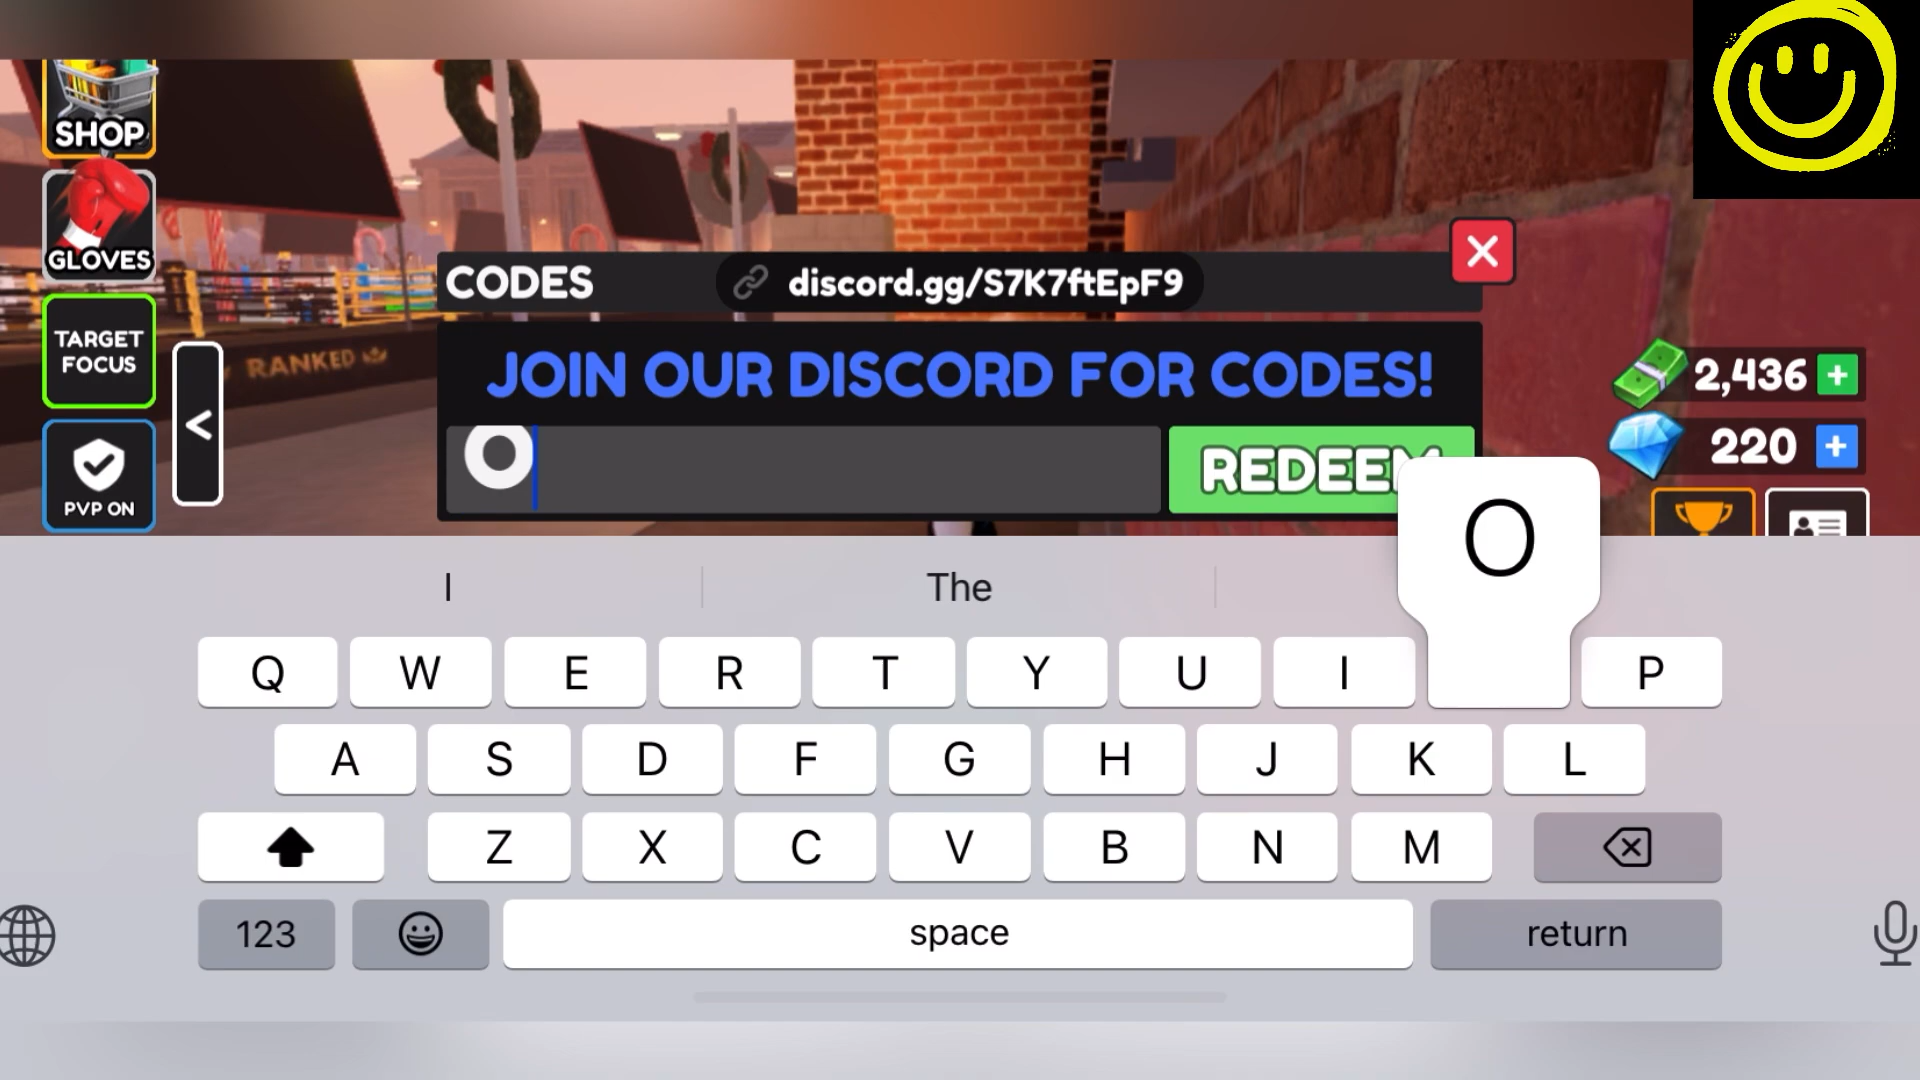 SHOP
GLOVES
TARGET
FOCUS
PVP ON
<
RANKED
CODES
discord.gg/S7K7ftEpF9
X
JOIN OUR DISCORD FOR CODES!
O
REDEEM
2,436 +
220 +
O
I The
Q W E R T Y U I P
A S D F G H J K L
Z X C V B N M
123 space return